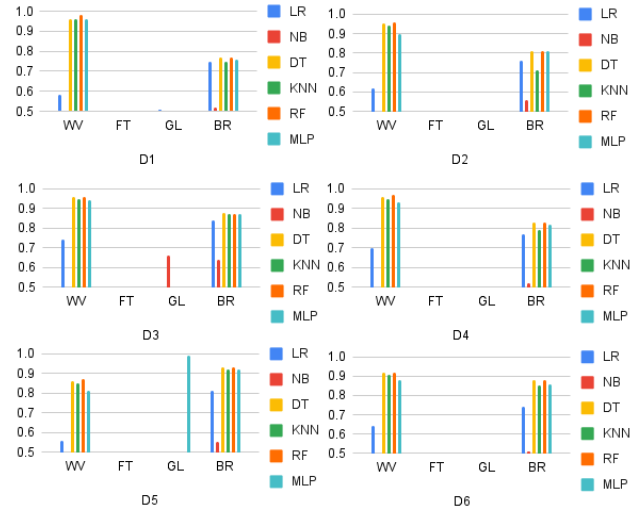 1.0
0.9
0.8
0.7
0.6
0.5
WV FT GL BR
D1
LR
NB
DT
KNN
RF
MLP
1.0
0.9
0.8
0.7
0.6
0.5
WV FT GL BR
D2
LR
NB
DT
KNN
RF
MLP
1.0
0.9
0.8
0.7
0.6
0.5
WV FT GL BR
D3
LR
NB
DT
KNN
RF
MLP
1.0
0.9
0.8
0.7
0.6
0.5
WV FT GL BR
D4
LR
NB
DT
KNN
RF
MLP
1.0
0.9
0.8
0.7
0.6
0.5
WV FT GL BR
D5
LR
NB
DT
KNN
RF
MLP
1.0
0.9
0.8
0.7
0.6
0.5
WV FT GL BR
D6
LR
NB
DT
KNN
RF
MLP